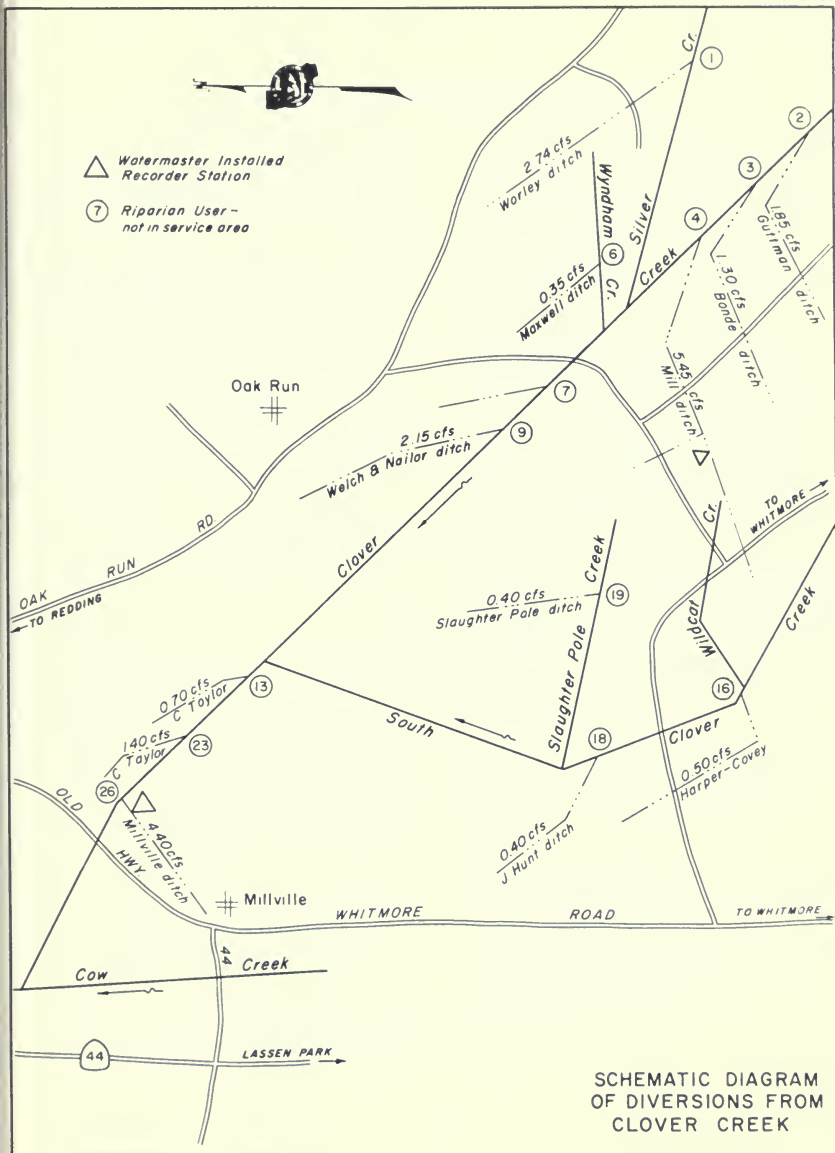 Cr.
1
2
3
4
2.74 cfs
Worley ditch
Wyndham
Cr.
6
Silver
Creek
1.85 cfs
Guttman ditch
1.30 cfs
Bonde ditch
5.45 cfs
Mill ditch
0.35 cfs
Maxwell ditch
Watermaster Installed
Recorder Station
7 Riparian User -
not in service area
Oak Run
7
9
2.15 cfs
Welch & Nailor ditch
TO
WHITMORE
Cr.
Wildcat
Creek
OAK RUN RD
TO REDDING
Clover
0.40 cfs
Slaughter Pole ditch
19
Slaughter Pole Creek
16
13
0.70 cfs
C Taylor
South
18
Clover
0.50 cfs
Harper-Covey
1.40 cfs
C Taylor
23
26
4.40 cfs
Millville ditch
0.40 cfs
J Hunt ditch
OLD HWY
44
Millville
WHITMORE ROAD
TO WHITMORE
Cow Creek
44
LASSEN PARK
SCHEMATIC DIAGRAM
OF DIVERSIONS FROM
CLOVER CREEK